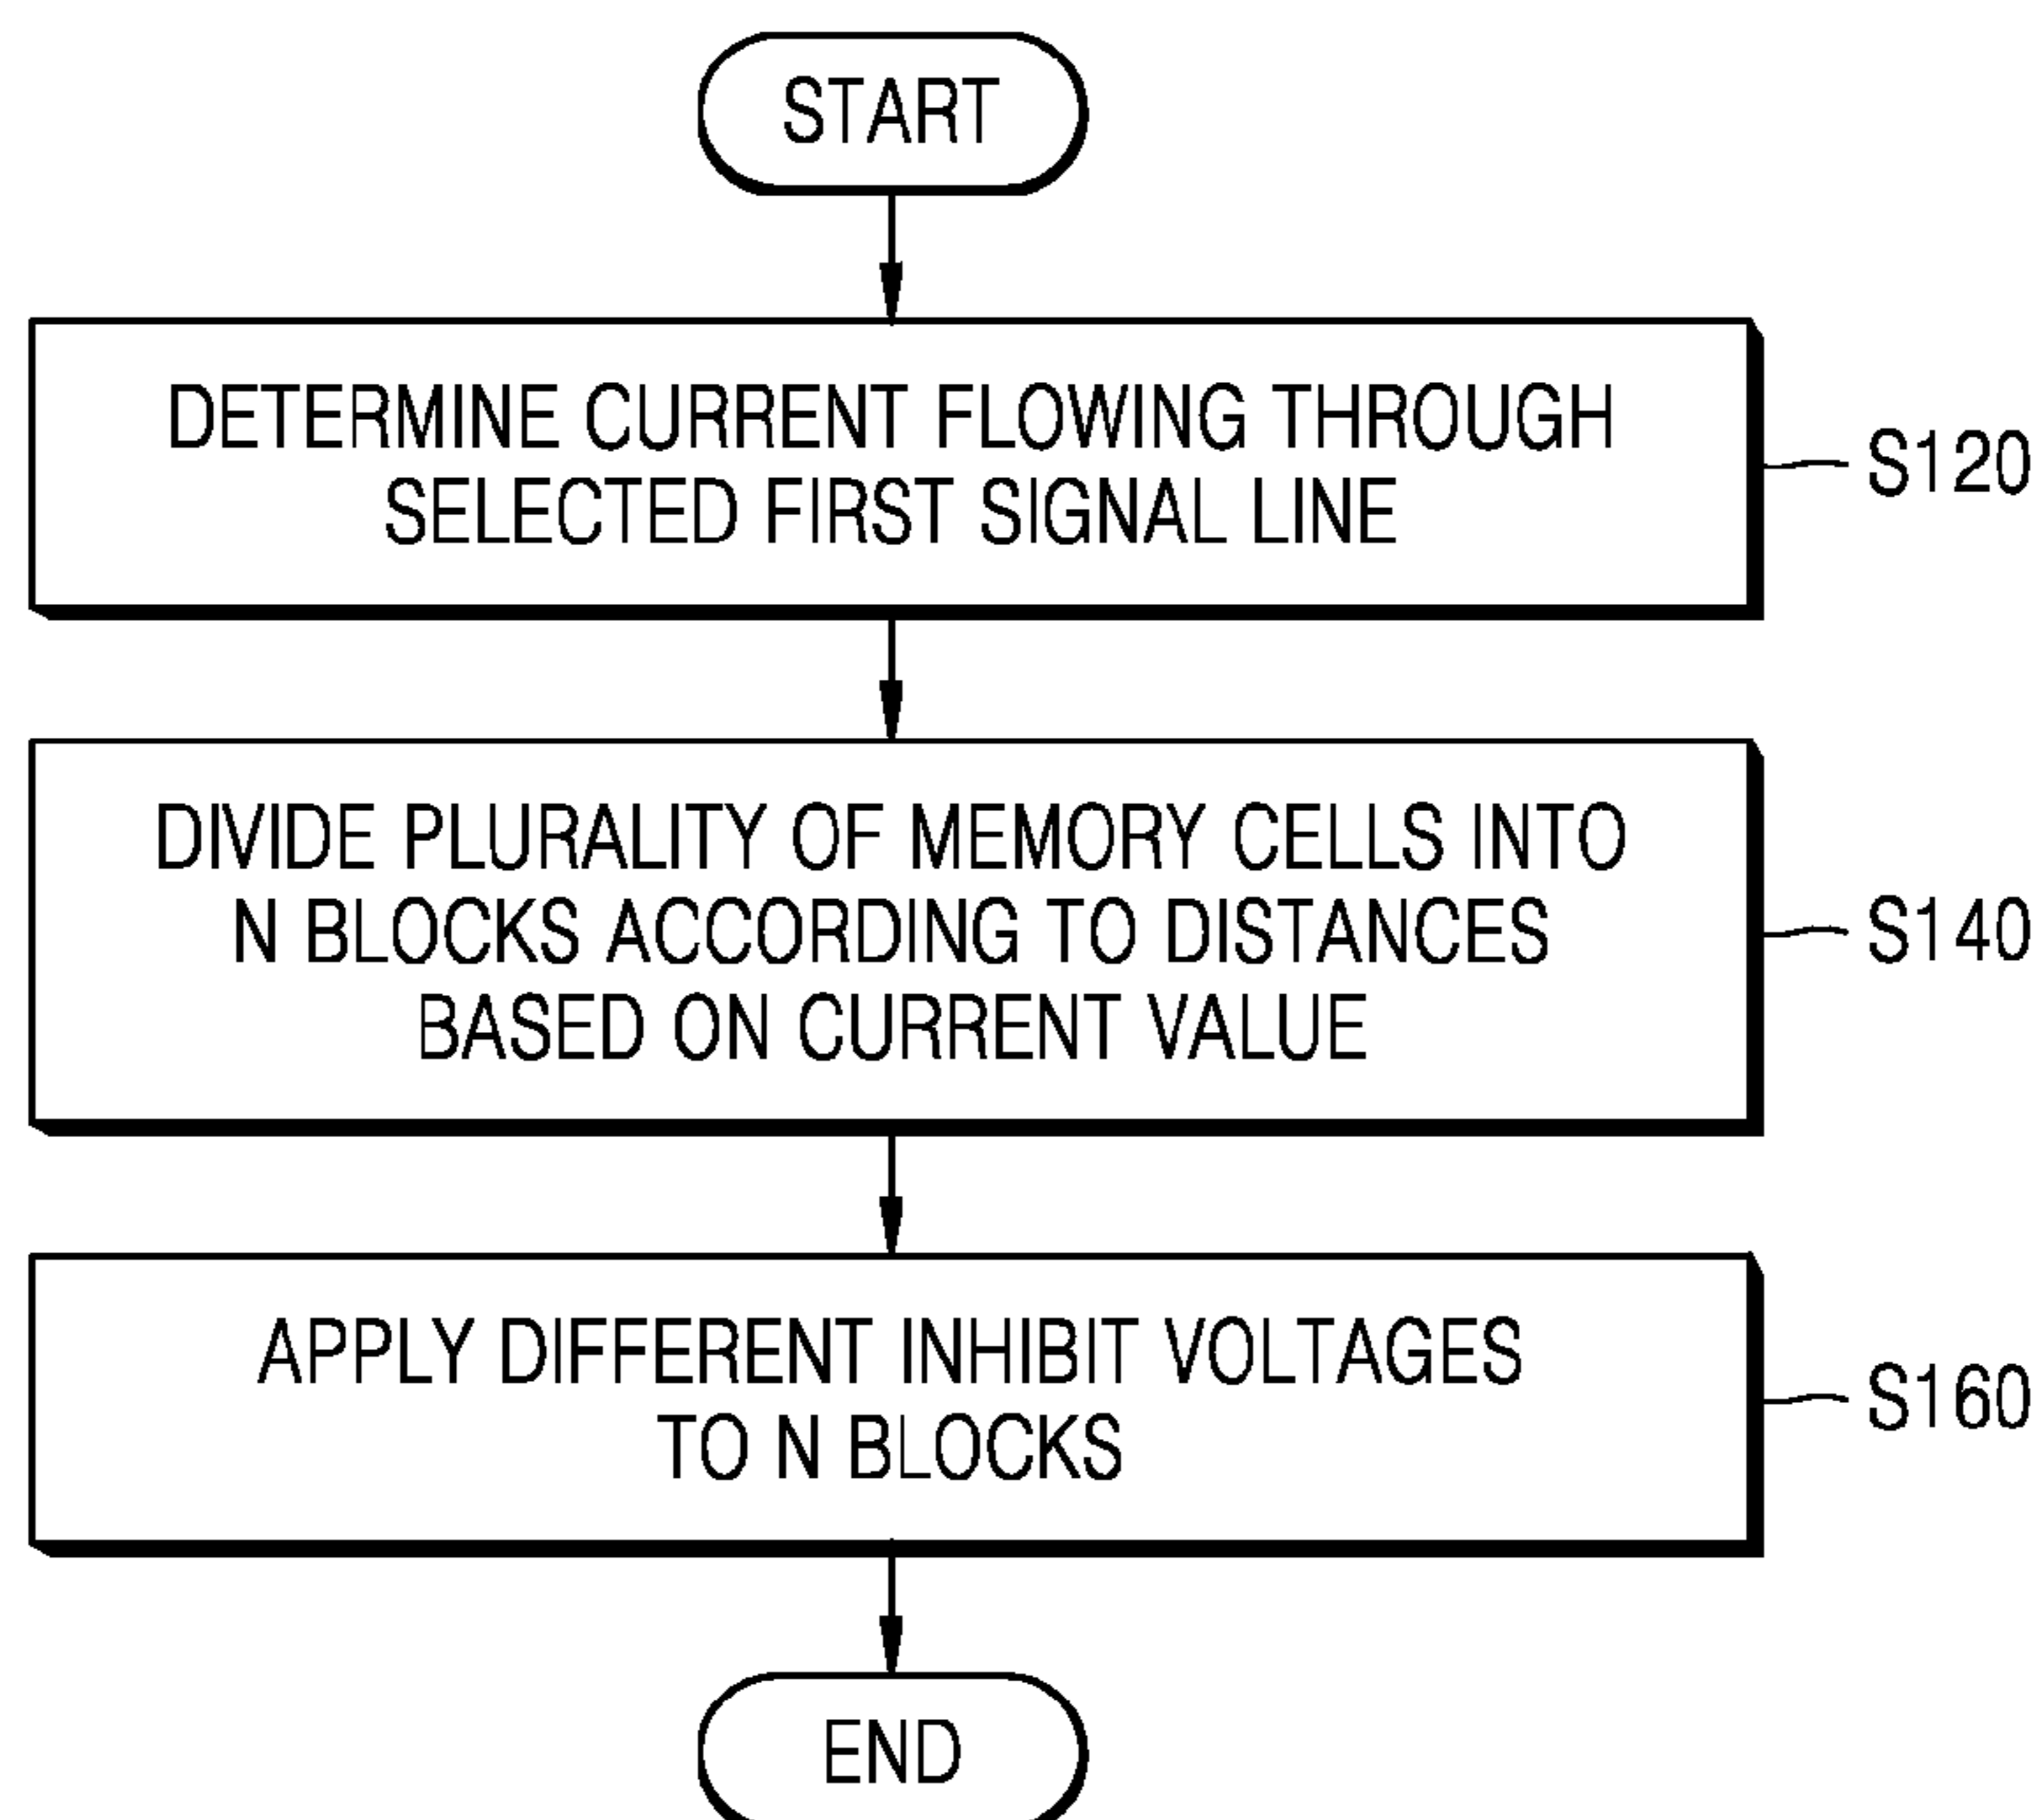 START
DETERMINE CURRENT FLOWING THROUGH
SELECTED FIRST SIGNAL LINE
S120
DIVIDE PLURALITY OF MEMORY CELLS INTO
N BLOCKS ACCORDING TO DISTANCES
BASED ON CURRENT VALUE
S140
APPLY DIFFERENT INHIBIT VOLTAGES
TO N BLOCKS
S160
END